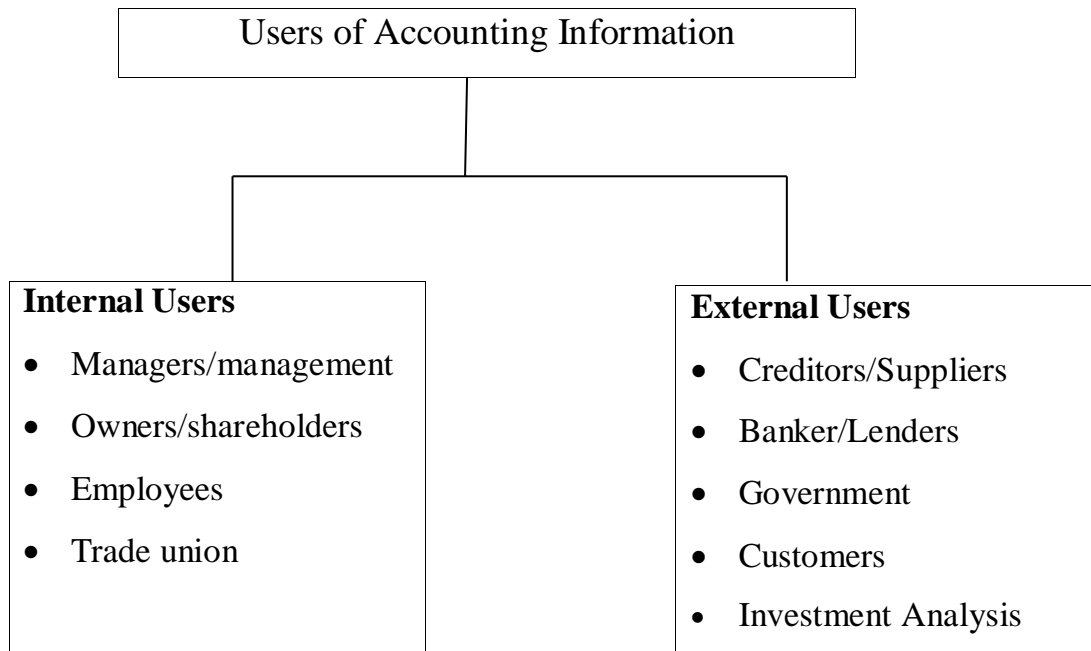 Users of Accounting Information
Internal Users
• Managers/management
• Owners/shareholders
• Employees
• Trade union
External Users
• Creditors/Suppliers
• Banker/Lenders
• Government
• Customers
• Investment Analysis